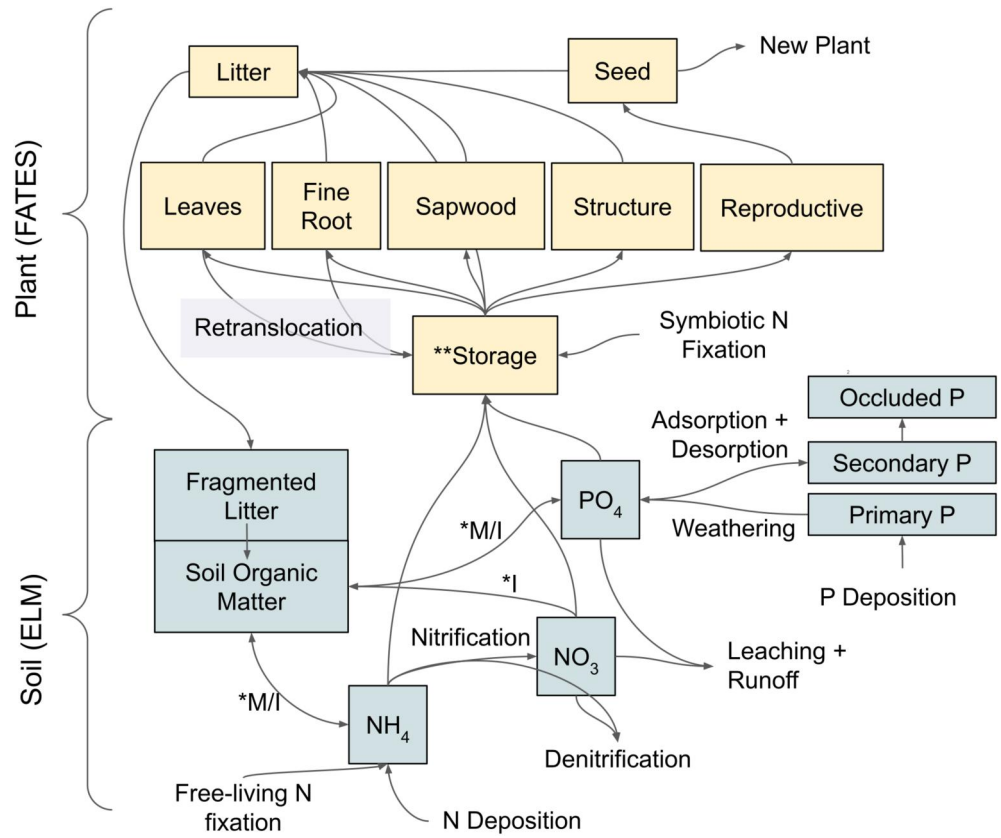 Plant (FATES)
Litter
Seed
New Plant
Leaves
Fine
Root
Sapwood
Structure
Reproductive
Retranslocation
**Storage
Symbiotic N
Fixation
Soil (ELM)
Fragmented
Litter
Soil Organic
Matter
*M/I
*I
*M/I
PO4
Adsorption +
Desorption
Weathering
2
Occluded P
Secondary P
Primary P
P Deposition
Nitrification
NO3
NH4
Leaching +
Runoff
Denitrification
Free-living N
fixation
N Deposition